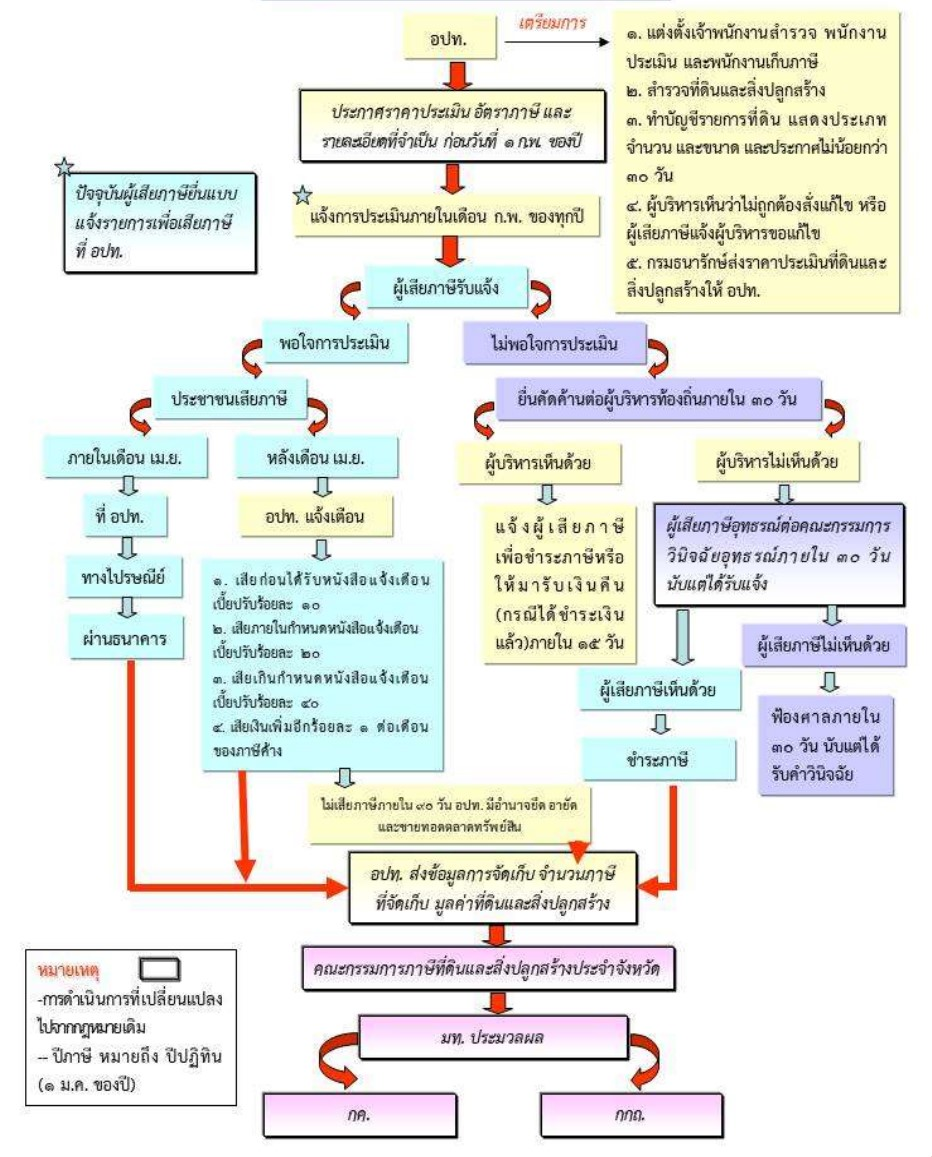 อปท.
เตรียมการ
๑. แต่งตั้งเจ้าพนักงานสำรวจ พนักงาน
ประเมิน และพนักงานเก็บภาษี
๒. สำรวจที่ดินและสิ่งปลูกสร้าง
๓. ทำบัญชีรายการที่ดิน แสดงประเภท
จำนวน และขนาด และประกาศไม่น้อยกว่า
๓๐ วัน
๔. ผู้บริหารเห็นว่าไม่ถูกต้องสั่งแก้ไข หรือ
ผู้เสียภาษีแจ้งผู้บริหารขอแก้ไข
๕. กรมธนารักษ์ส่งราคาประเมินที่ดินและ
สิ่งปลูกสร้างให้ อปท.
ประกาศราคาประเมิน อัตราภาษี และ
รายละเอียดที่จำเป็น ก่อนวันที่ ๑ ก.พ. ของปี
ปัจจุบันผู้เสียภาษียื่นแบบ
แจ้งรายการเพื่อเสียภาษี
ที่ อปท.
แจ้งการประเมินภายในเดือน ก.พ. ของทุกปี
ผู้เสียภาษีรับแจ้ง
พอใจการประเมิน
ไม่พอใจการประเมิน
ประชาชนเสียภาษี
ยื่นคัดค้านต่อผู้บริหารท้องถิ่นภายใน ๓๐ วัน
ภายในเดือน เม.ย.
หลังเดือน เม.ย.
ผู้บริหารเห็นด้วย
ผู้บริหารไม่เห็นด้วย
ที่ อปท.
อปท. แจ้งเตือน
แจ้งผู้เสียภาษี
เพื่อชำระภาษีหรือ
ให้มารับเงินคืน
(กรณีได้ชำระเงิน
แล้ว)ภายใน ๑๕ วัน
ผู้เสียภาษีอุทธรณ์ต่อคณะกรรมการ
วินิจฉัยอุทธรณ์ภายใน ๓๐ วัน
นับแต่ได้รับแจ้ง
ทางไปรษณีย์
ผ่านธนาคาร
๑. เสียก่อนได้รับหนังสือแจ้งเตือน
เบี้ยปรับร้อยละ ๑๐
๒. เสียภายในกำหนดหนังสือแจ้งเตือน
เบี้ยปรับร้อยละ ๒๐
๓. เสียเกินกำหนดหนังสือแจ้งเตือน
เบี้ยปรับร้อยละ ๔๐
๔. เสียเงินเพิ่มอีกร้อยละ ๑ ต่อเดือน
ของภาษีค้าง
ผู้เสียภาษีไม่เห็นด้วย
ผู้เสียภาษีเห็นด้วย
ฟ้องศาลภายใน
๓๐ วัน นับแต่ได้
รับคำวินิจฉัย
ชำระภาษี
ไม่เสียภาษีภายใน ๙๐ วัน อปท. มีอำนาจยึด อายัด
และขายทอดตลาดทรัพย์สิน
อปท. ส่งข้อมูลการจัดเก็บ จำนวนภาษี
ที่จัดเก็บ มูลค่าที่ดินและสิ่งปลูกสร้าง
คณะกรรมการภาษีที่ดินและสิ่งปลูกสร้างประจำจังหวัด
มท. ประมวลผล
กค.
กกถ.
หมายเหตุ
-การดำเนินการที่เปลี่ยนแปลง
ไปจากกฎหมายเดิม
-- ปีภาษี หมายถึง ปีปฏิทิน
(๑ ม.ค. ของปี)